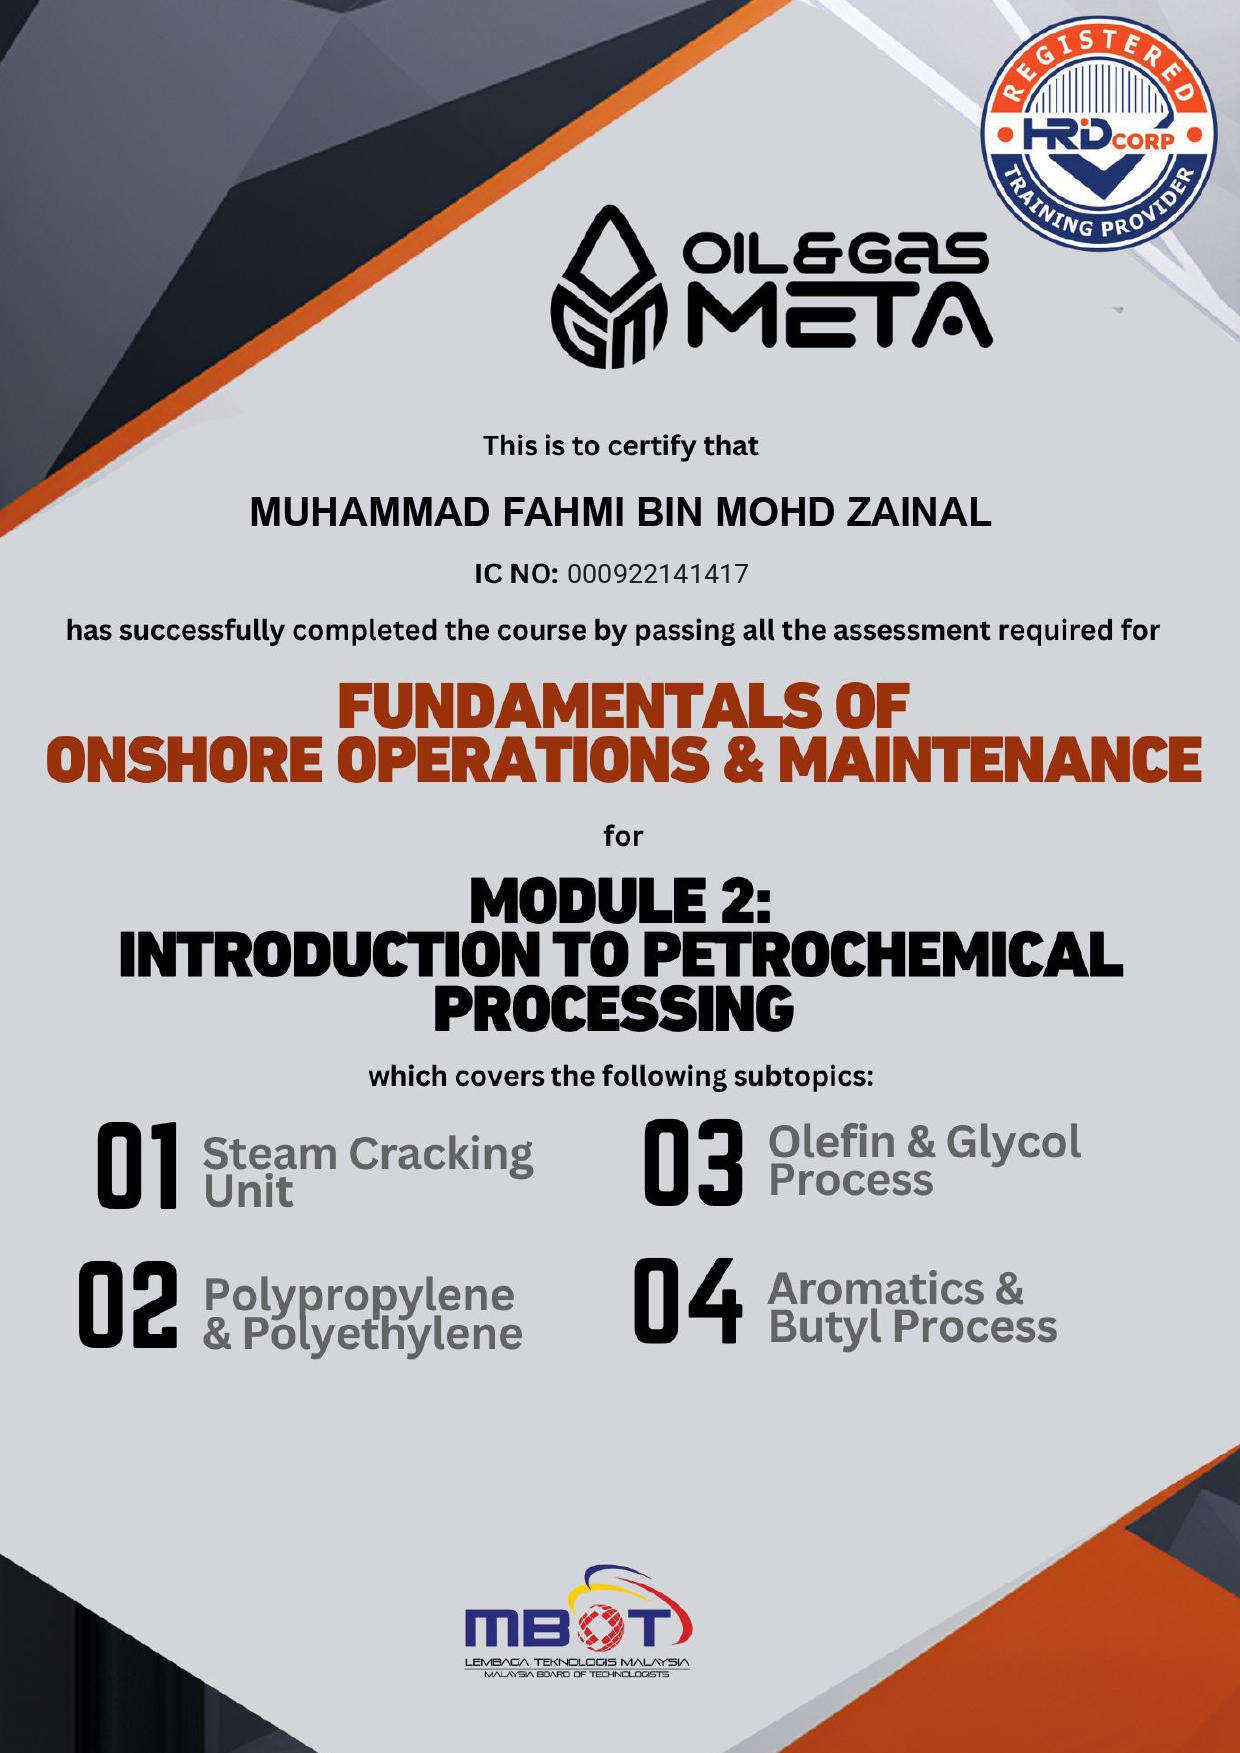 REGISTERED
HRD CORP
TRAINING PROVIDER
OIL&GAS
META
This is to certify that
MUHAMMAD FAHMI BIN MOHD ZAINAL
IC NO: 000922141417
has successfully completed the course by passing all the assessment required for
FUNDAMENTALS OF
ONSHORE OPERATIONS & MAINTENANCE
for
MODULE 2:
INTRODUCTION TO PETROCHEMICAL
PROCESSING
which covers the following subtopics:
01 Steam Cracking
Unit
02 Polypropylene
& Polyethylene
03 Olefin & Glycol
Process
04 Aromatics &
Butyl Process
MBOT
LEMBAGA TEKNOLOGIS MALAYSIA
MALAYSIA BOARD OF TECHNOLOGISTS